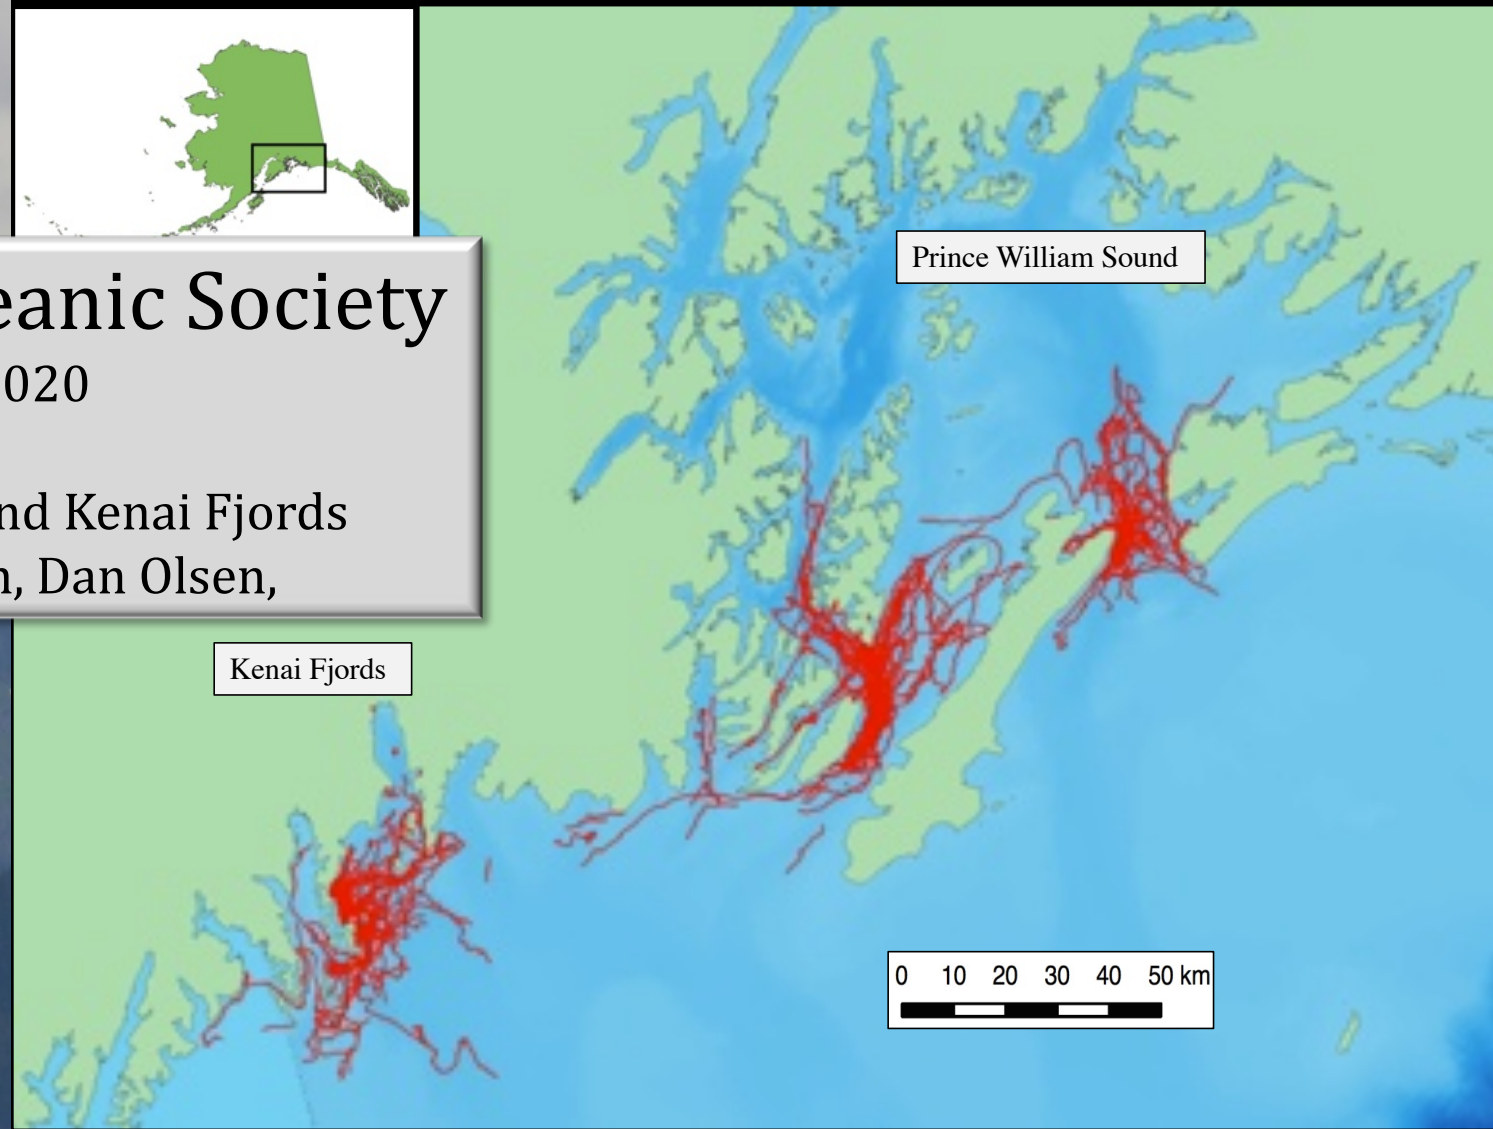 eanic Society
020
nd Kenai Fjords
n, Dan Olsen,
Prince William Sound
Kenai Fjords
0 10 20 30 40 50 km